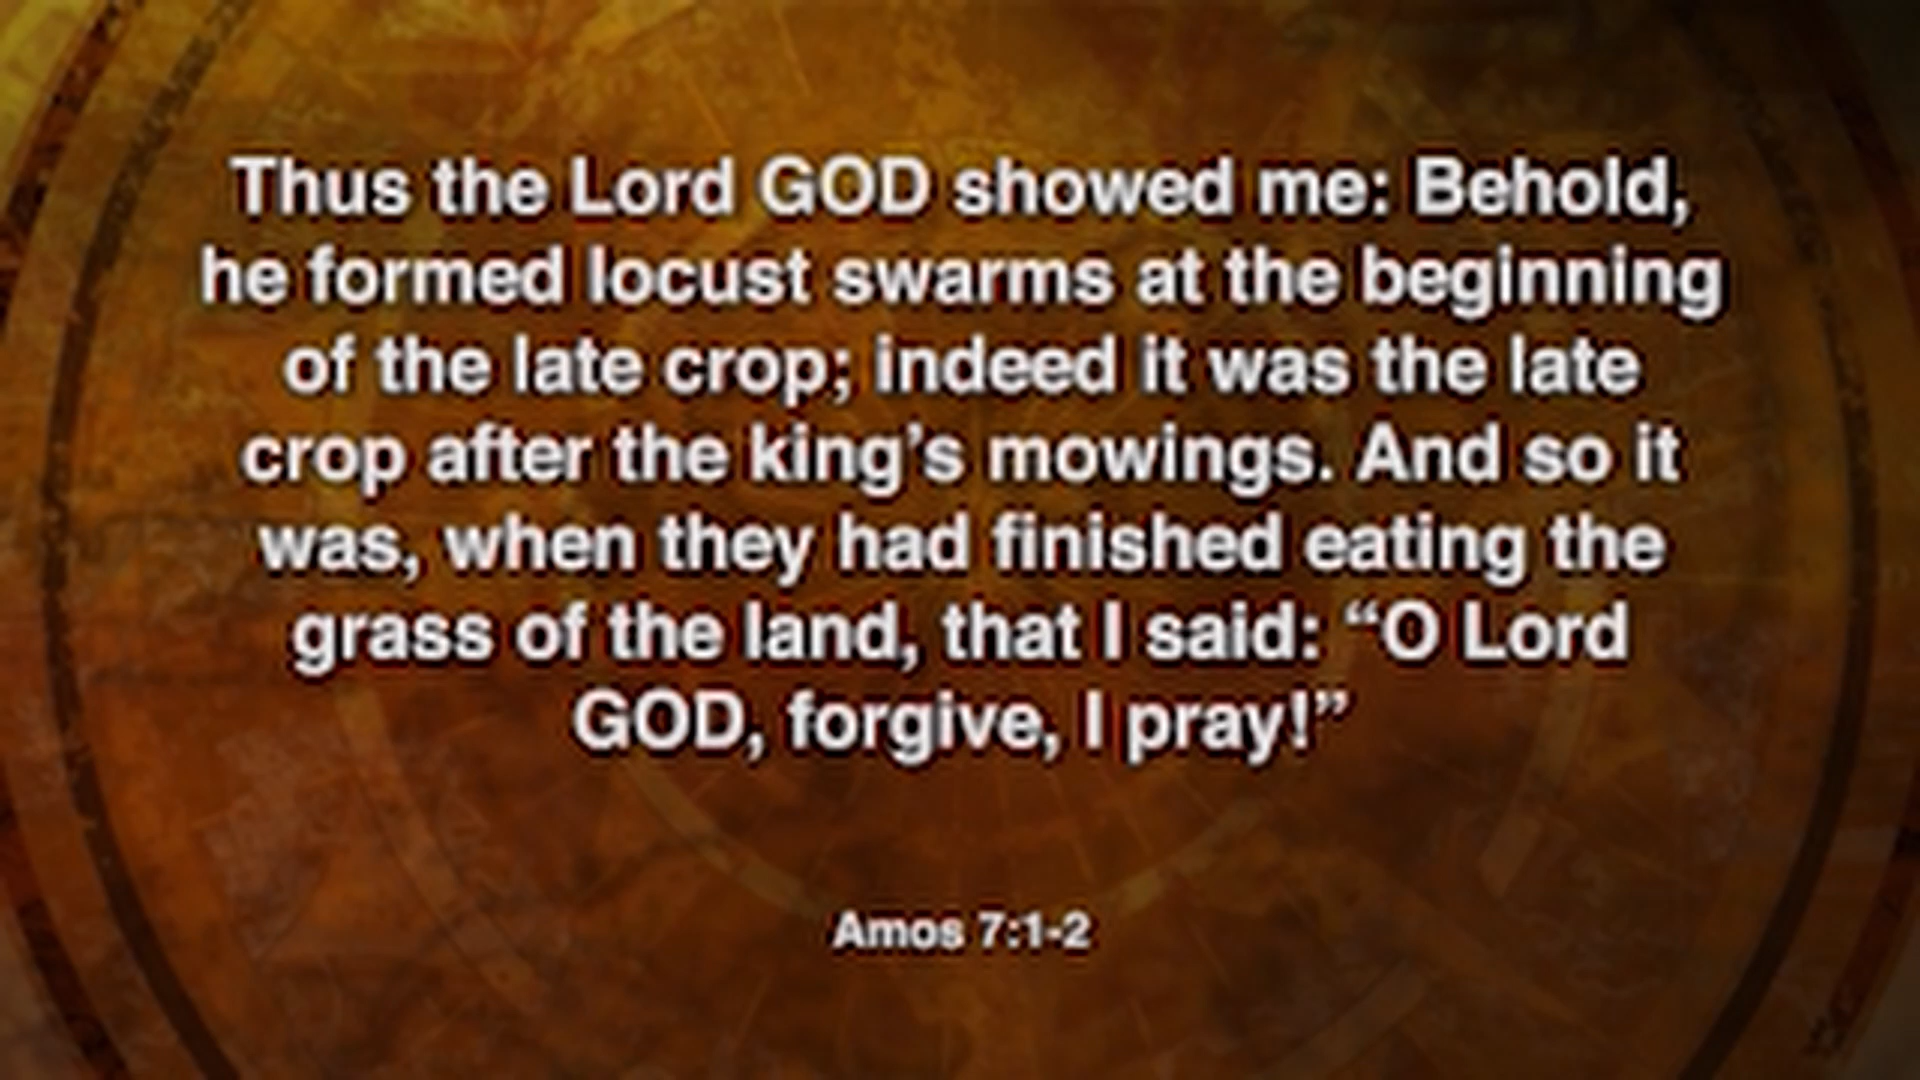 Thus the Lord GOD showed me: Behold,
he formed locust swarms at the beginning
of the late crop; indeed it was the late
crop after the king’s mowings. And so it
was, when they had finished eating the
grass of the land, that I said: “O Lord
GOD, forgive, I pray!”
Amos 7:1-2